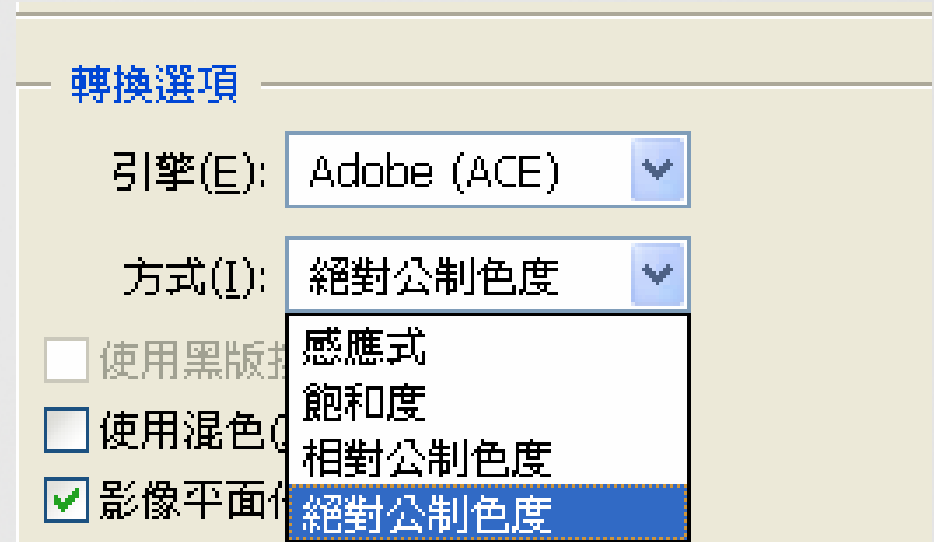 轉換選項
引擎(E): Adobe (ACE)
方式(I): 絕對公制色度
感應式
飽和度
相對公制色度
絕對公制色度
使用黑版
使用混色(
影像平面